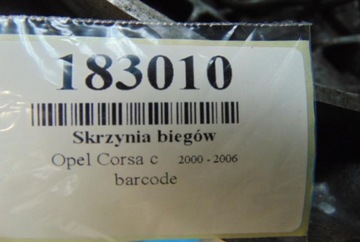 183010
Skrzynia biegów
Opel Corsa c 2000 - 2006
barcode